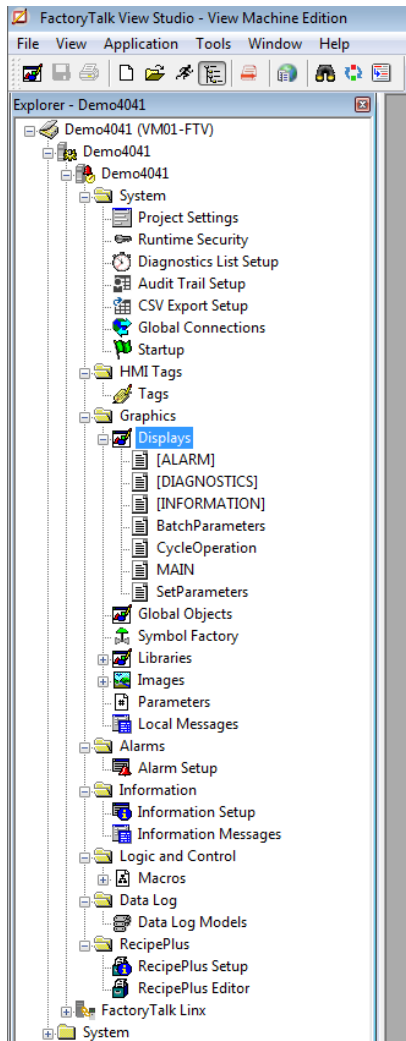 FactoryTalk View Studio - View Machine Edition
File View Application Tools Window Help
Explorer - Demo4041
Demo4041 (VM01-FTV)
Demo4041
Demo4041
System
Project Settings
Runtime Security
Diagnostics List Setup
Audit Trail Setup
CSV Export Setup
Global Connections
Startup
HMI Tags
Tags
Graphics
Displays
[ALARM]
[DIAGNOSTICS]
[INFORMATION]
BatchParameters
CycleOperation
MAIN
SetParameters
Global Objects
Symbol Factory
Libraries
Images
Parameters
Local Messages
Alarms
Alarm Setup
Information
Information Setup
Information Messages
Logic and Control
Macros
Data Log
Data Log Models
RecipePlus
RecipePlus Setup
RecipePlus Editor
FactoryTalk Linx
System